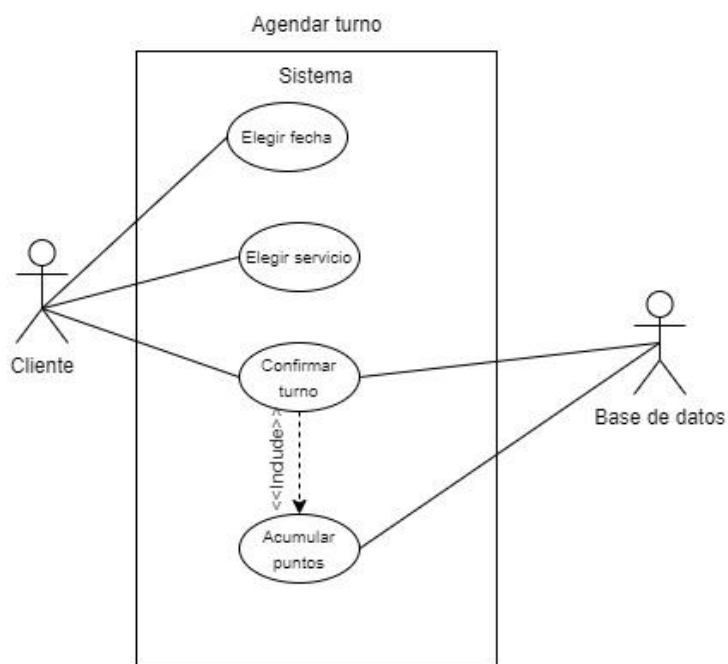 Agendar turno
Sistema
Elegir fecha
Elegir servicio
Cliente
Confirmar
turno
Base de datos
<<Include>>
Acumular
puntos